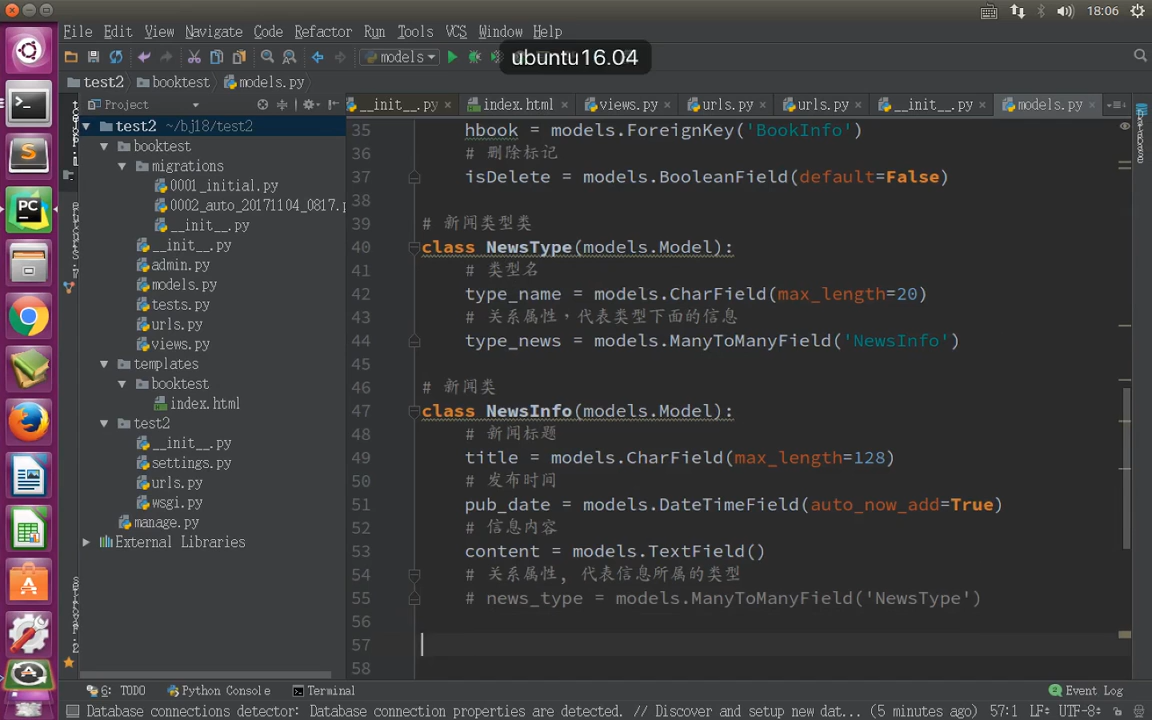 18:06
File Edit View Navigate Code Refactor Run Tools VCS Window Help
models
ubuntu16.04
test2 booktest models.py
Project
__init__.py index.html views.py urls.py urls.py __init__.py models.py
test2 ~/bj18/test2
booktest
migrations
0001_initial.py
0002_auto_20171104_0817.p
__init__.py
__init__.py
admin.py
models.py
tests.py
urls.py
views.py
templates
booktest
index.html
test2
__init__.py
settings.py
urls.py
wsgi.py
manage.py
External Libraries
35 hbook = models.ForeignKey('BookInfo')
36 # 删除标记
37 isDelete = models.BooleanField(default=False)
38
39 # 新闻类型类
40 class NewsType(models.Model):
41 # 类型名
42 type_name = models.CharField(max_length=20)
43 # 关系属性，代表类型下面的信息
44 type_news = models.ManyToManyField('NewsInfo')
45
46 # 新闻类
47 class NewsInfo(models.Model):
48 # 新闻标题
49 title = models.CharField(max_length=128)
50 # 发布时间
51 pub_date = models.DateTimeField(auto_now_add=True)
52 # 信息内容
53 content = models.TextField()
54 # 关系属性, 代表信息所属的类型
55 # news_type = models.ManyToManyField('NewsType')
56
57
58
6: TODO Python Console Terminal Event Log
Database connections detector: Database connection properties are detected. // Discover and setup new dat... (5 minutes ago) 57:1 LF: UTF-8: